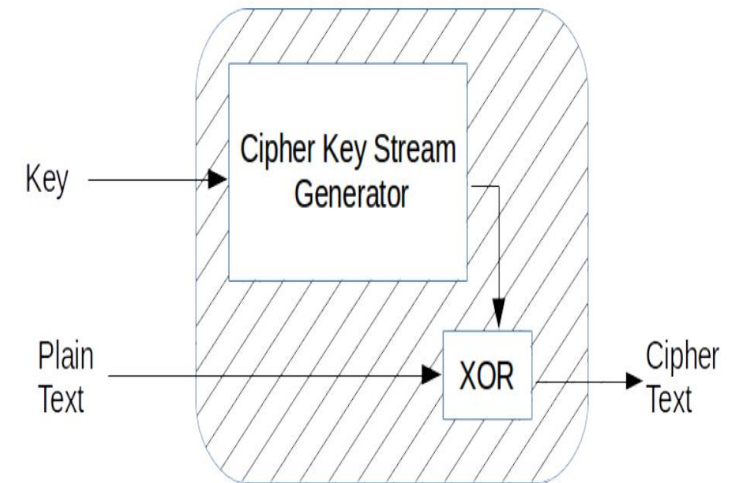 Cipher Key Stream
Generator
Key
Plain
Text
XOR
Cipher
Text